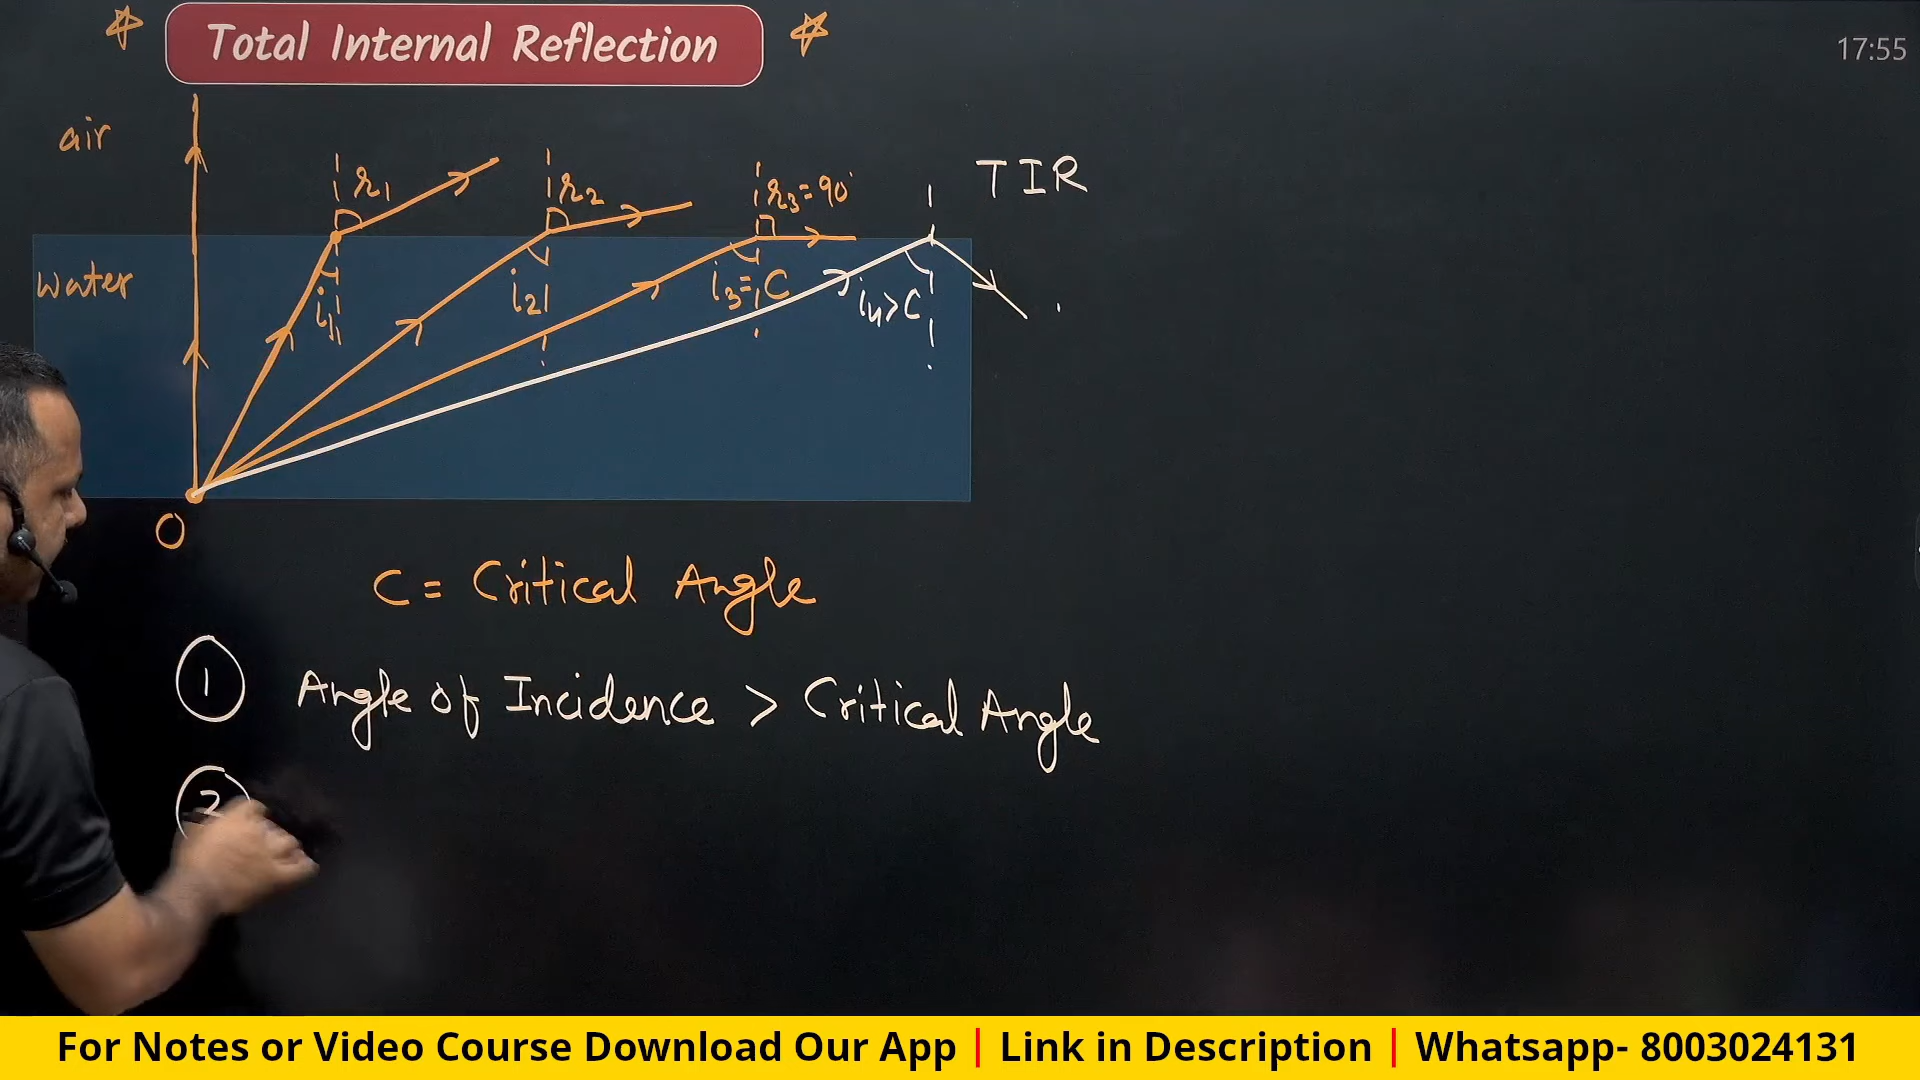 Total Internal Reflection
17:55
air
r1
r2
r3=90°
TIR
water
i1
i2
i3=C
i4>C
O
C = Critical Angle
1 Angle of Incidence > Critical Angle
2
For Notes or Video Course Download Our App | Link in Description | Whatsapp- 8003024131